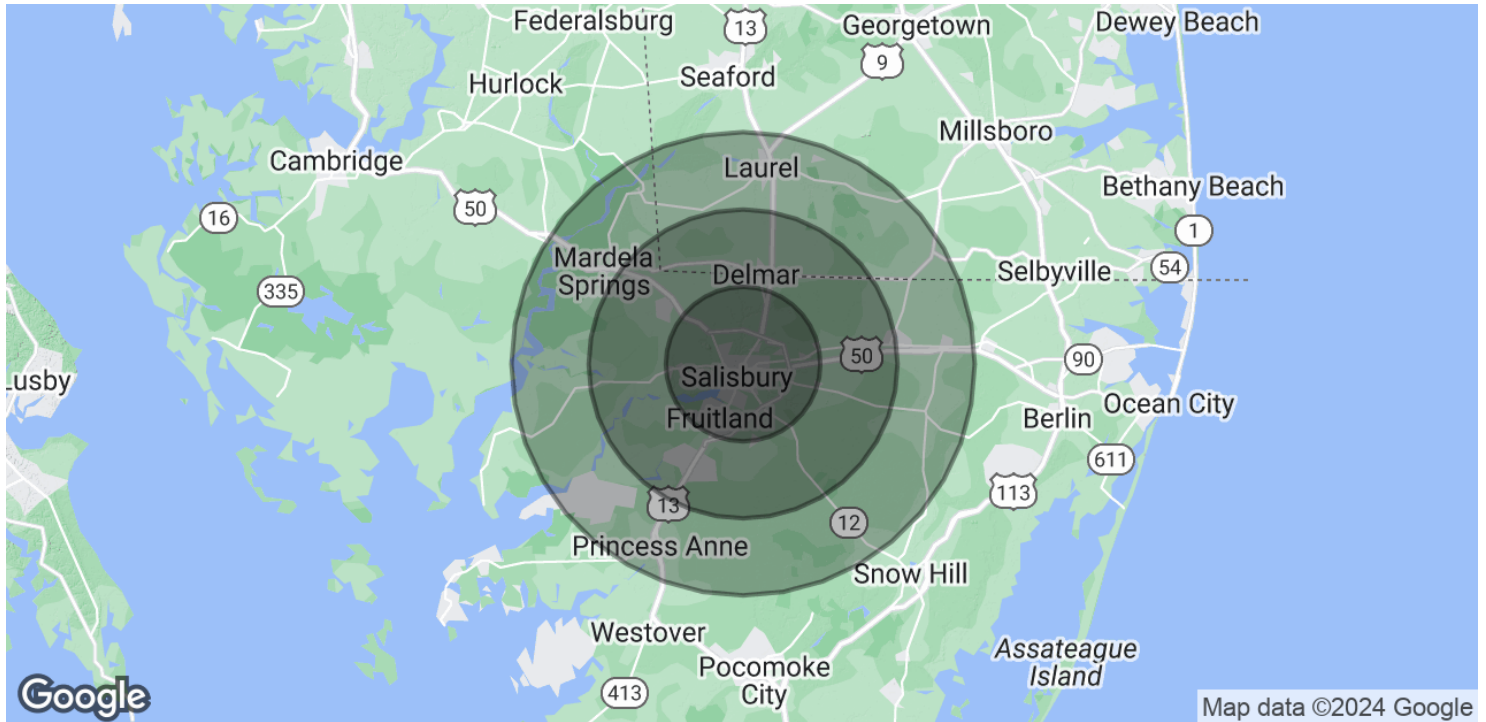 Federalsburg
13
Georgetown
Dewey Beach
Hurlock
Seaford
9
Cambridge
Millsboro
Laurel
Bethany Beach
16
50
1
Mardela
Springs
Delmar
Selbyville
54
335
Lusby
Salisbury
50
90
Fruitland
Berlin
Ocean City
611
13
113
12
Princess Anne
Snow Hill
Westover
Pocomoke
City
Assateague
Island
413
Google
Map data ©2024 Google